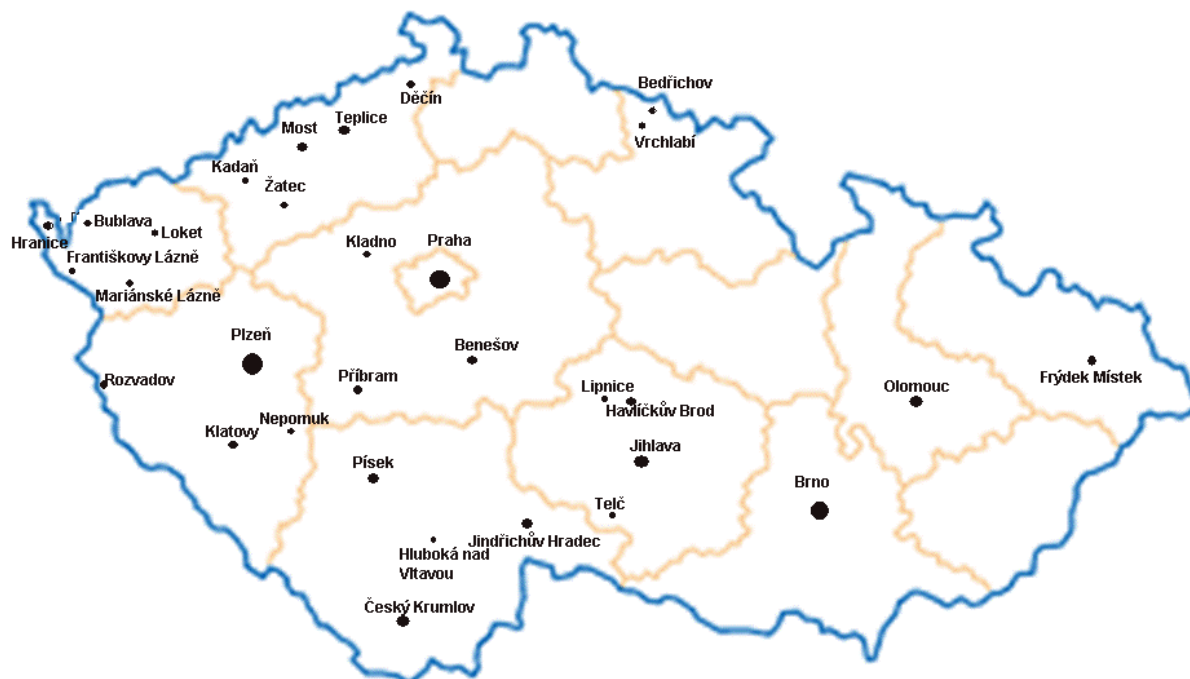 Bedřichov
Děčín
Teplice
Most
Vrchlabí
Kadaň
Žatec
Bublava
Loket
Hranice
Kladno
Praha
Františkovy Lázně
Mariánské Lázně
Plzeň
Benešov
Rozvadov
Příbram
Lipnice
Olomouc
Frýdek Místek
Havlíčkův Brod
Nepomuk
Klatovy
Jihlava
Písek
Brno
Telč
Jindřichův Hradec
Hluboká nad
Vltavou
Český Krumlov